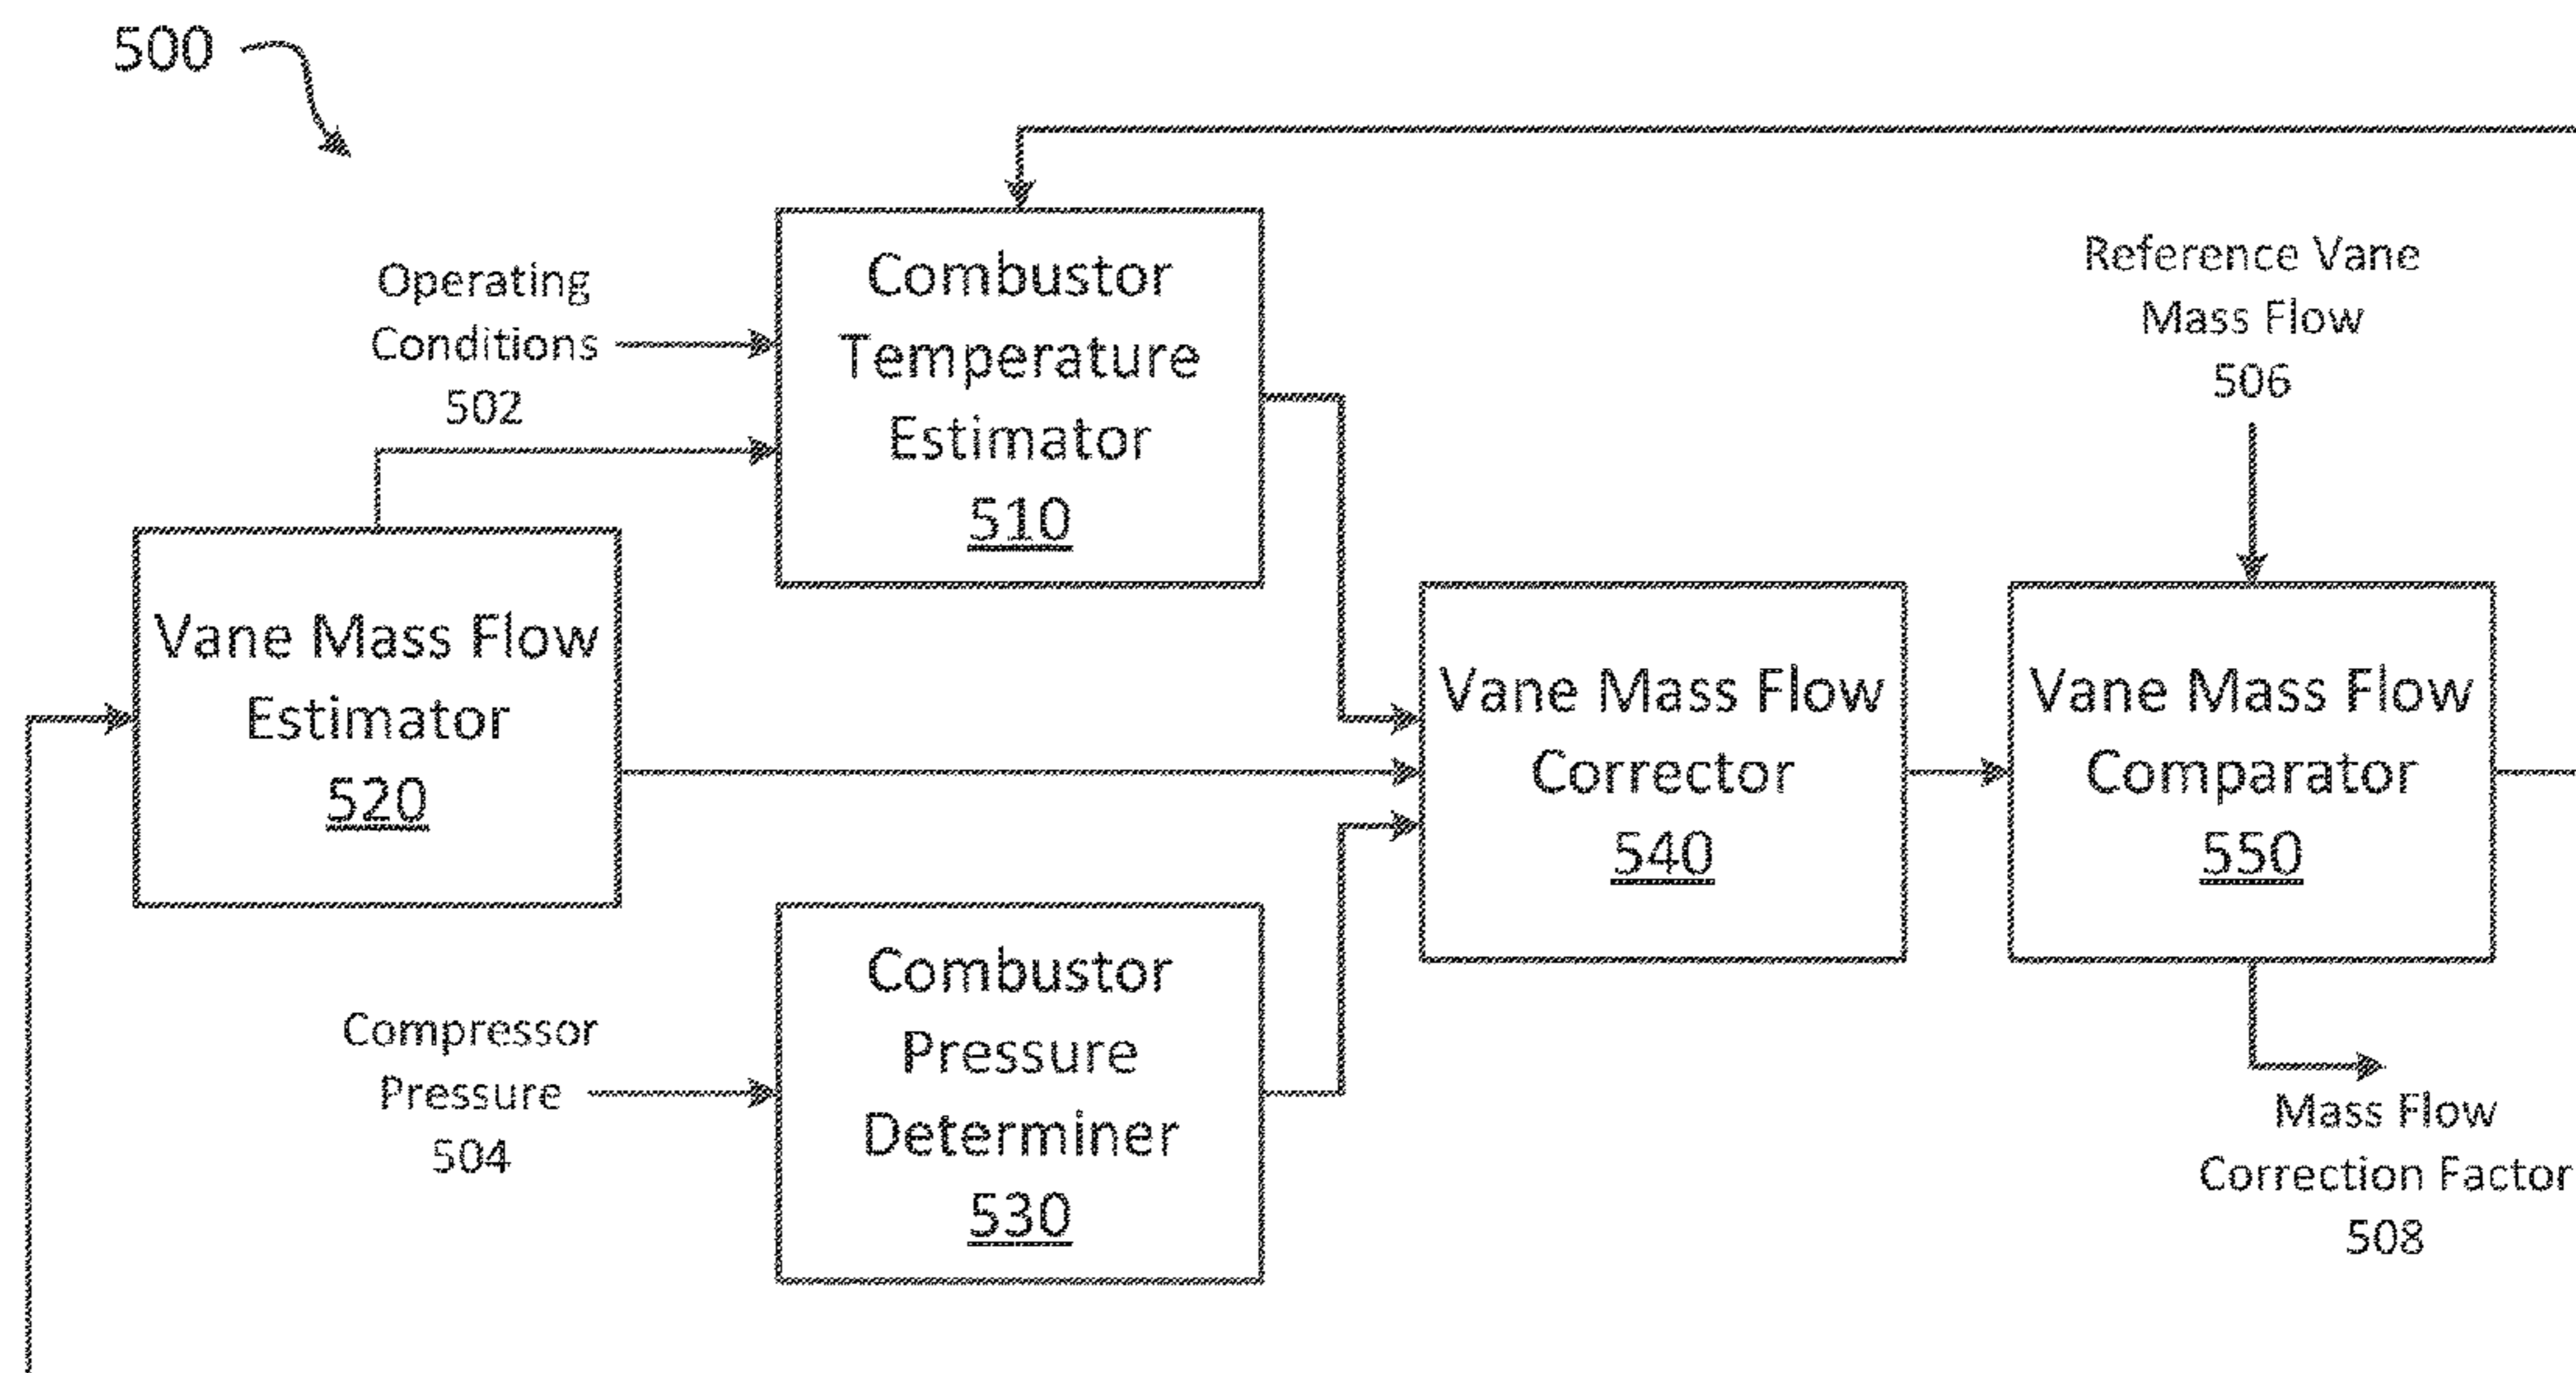 500
Operating
Conditions
502
Combustor
Temperature
Estimator
510
Reference Vane
Mass Flow
506
Vane Mass Flow
Estimator
520
Vane Mass Flow
Corrector
540
Vane Mass Flow
Comparator
550
Compressor
Pressure
504
Combustor
Pressure
Determiner
530
Mass Flow
Correction Factor
508